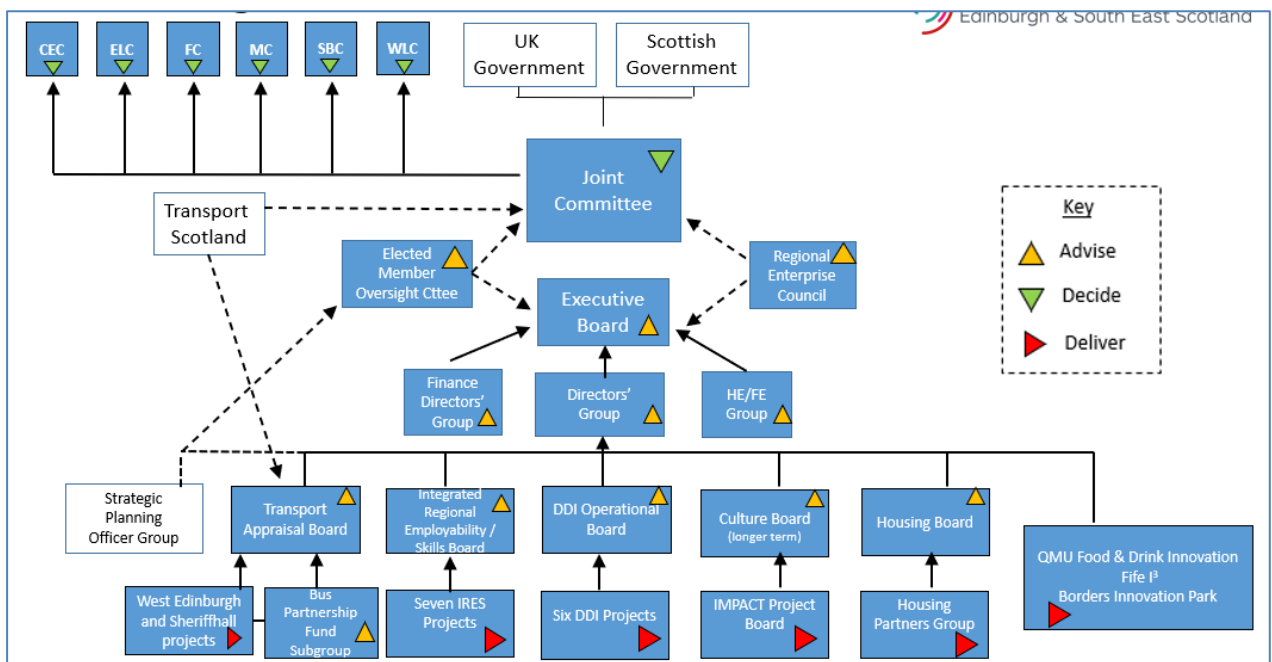 Edinburgh & South East Scotland
CEC
ELC
FC
MC
SBC
WLC
UK
Government
Scottish
Government
Joint
Committee
Transport
Scotland
Elected
Member
Oversight Cttee
Regional
Enterprise
Council
Executive
Board
Key
Advise
Decide
Deliver
Finance
Directors'
Group
Directors'
Group
HE/FE
Group
Strategic
Planning
Officer Group
Transport
Appraisal Board
Integrated
Regional
Employability /
Skills Board
DDI Operational
Board
Culture Board
(longer term)
Housing Board
QMU Food & Drink Innovation
Fife I³
Borders Innovation Park
West Edinburgh
and Sheriffhall
projects
Bus
Partnership
Fund
Subgroup
Seven IRES
Projects
Six DDI Projects
IMPACT Project
Board
Housing
Partners Group